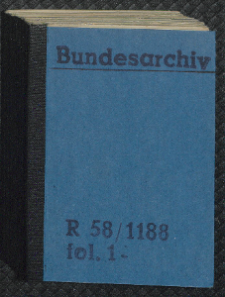 Bundesarchiv
R 58/1188
fol. 1-